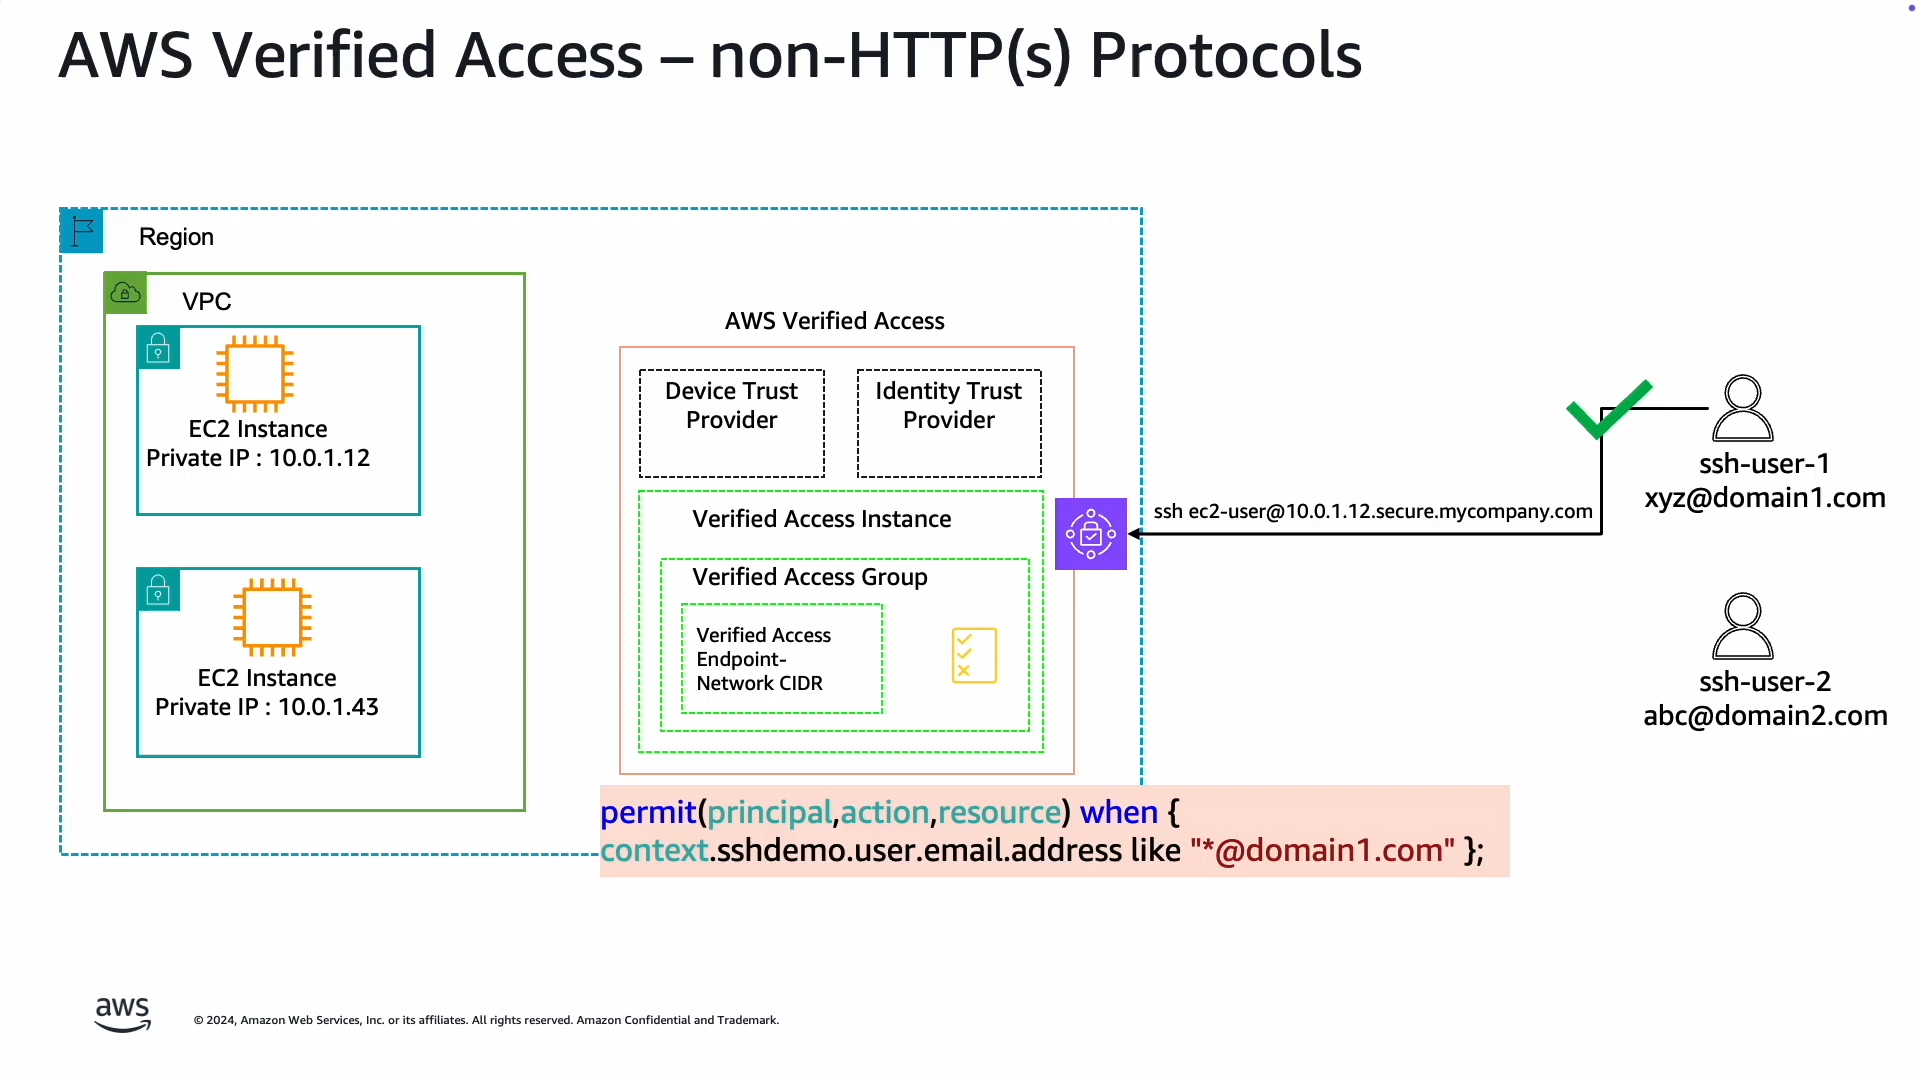 AWS Verified Access – non-HTTP(s) Protocols
Region
VPC
EC2 Instance
Private IP : 10.0.1.12
EC2 Instance
Private IP : 10.0.1.43
AWS Verified Access
Device Trust
Provider
Identity Trust
Provider
Verified Access Instance
Verified Access Group
Verified Access
Endpoint-
Network CIDR
ssh ec2-user@10.0.1.12.secure.mycompany.com
ssh-user-1
xyz@domain1.com
ssh-user-2
abc@domain2.com
permit(principal,action,resource) when {
context.sshdemo.user.email.address like "*@domain1.com" };
aws
© 2024, Amazon Web Services, Inc. or its affiliates. All rights reserved. Amazon Confidential and Trademark.